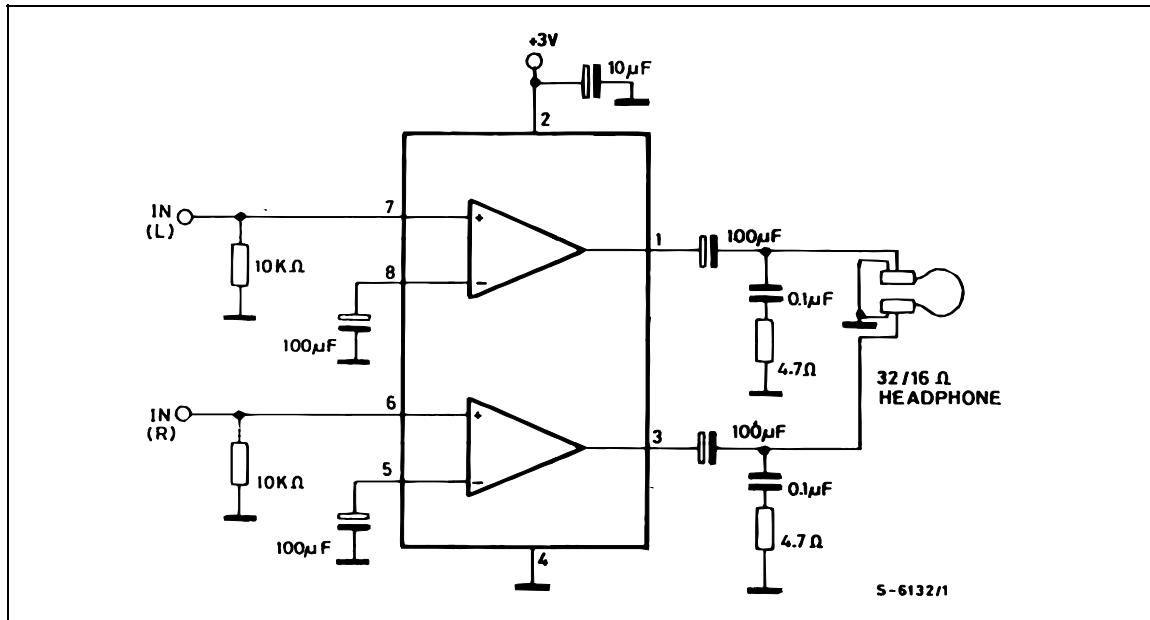 +3V
10µF
2
IN
(L)
7
10KΩ
+
8
−
100µF
1
100µF
0.1µF
4.7Ω
32/16 Ω
HEADPHONE
IN
(R)
6
10KΩ
+
5
−
100µF
3
100µF
0.1µF
4.7Ω
4
S-6132/1